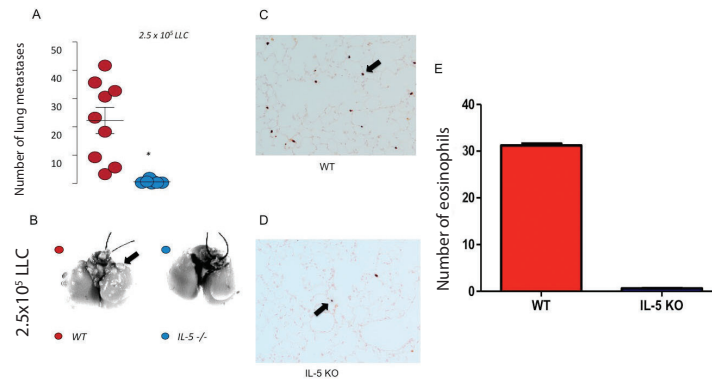 A
2.5 x 10⁵ LLC
Number of lung metastases
50
40
30
20
10
*
B
2.5x10⁵ LLC
WT
IL-5 -/-
C
WT
D
IL-5 KO
E
Number of eosinophils
40
30
20
10
0
WT
IL-5 KO